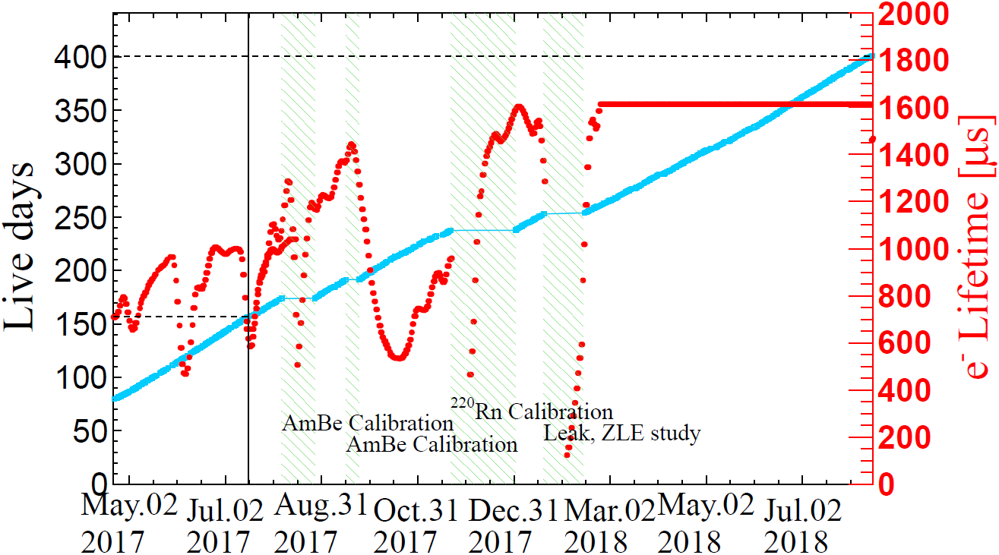 Live days
400
350
300
250
200
150
100
50
0
2000
1800
1600
1400
1200
1000
800
600
400
200
0
e⁻ Lifetime [μs]
²²⁰Rn Calibration
AmBe Calibration
Leak, ZLE study
AmBe Calibration
May.02 Jul.02 Aug.31 Oct.31 Dec.31 Mar.02 May.02 Jul.02
2017 2017 2017 2017 2017 2018 2018 2018